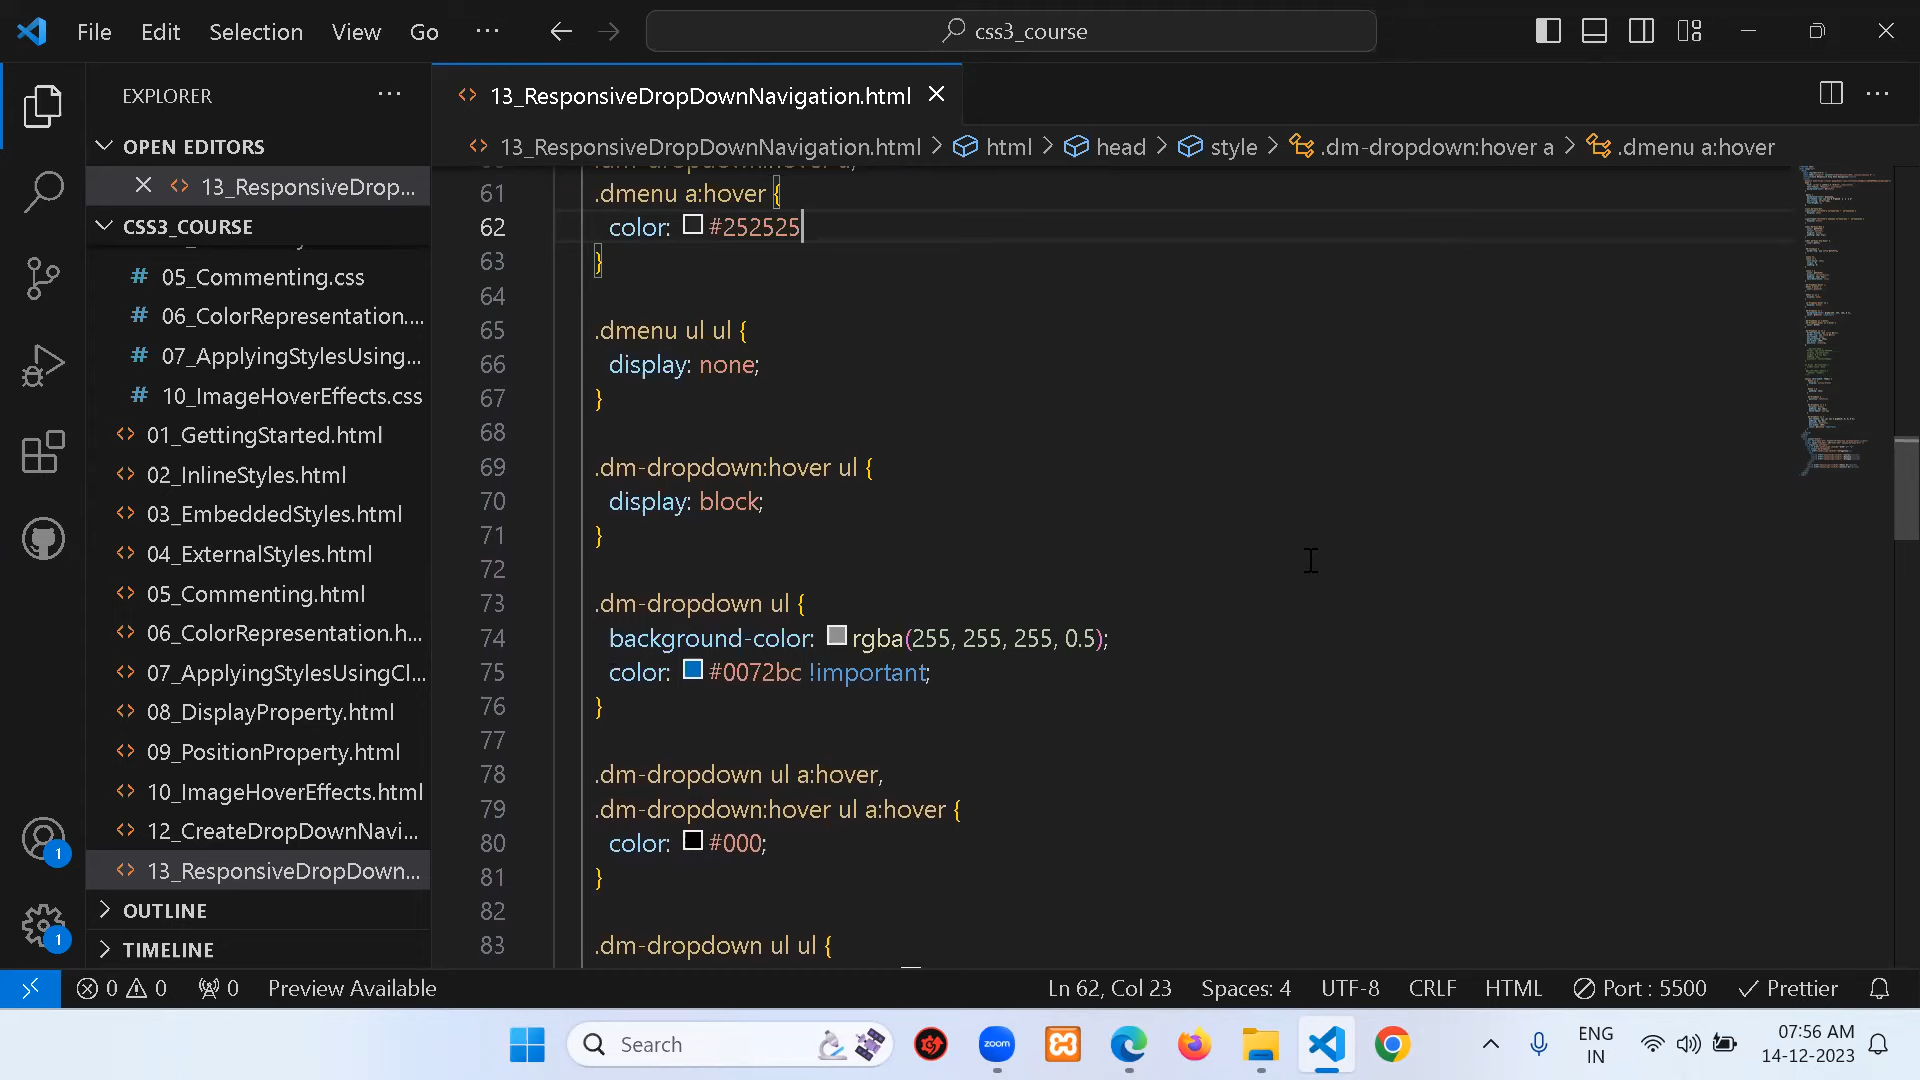 File Edit Selection View Go ··· css3_course
EXPLORER ···
OPEN EDITORS
13_ResponsiveDrop...
CSS3_COURSE
05_Commenting.css
06_ColorRepresentation....
07_ApplyingStylesUsing...
10_ImageHoverEffects.css
01_GettingStarted.html
02_InlineStyles.html
03_EmbeddedStyles.html
04_ExternalStyles.html
05_Commenting.html
06_ColorRepresentation.h...
07_ApplyingStylesUsingCl...
08_DisplayProperty.html
09_PositionProperty.html
10_ImageHoverEffects.html
12_CreateDropDownNavi...
13_ResponsiveDropDown...
OUTLINE
TIMELINE
1
1
13_ResponsiveDropDownNavigation.html
13_ResponsiveDropDownNavigation.html > html > head > style > .dm-dropdown:hover a > .dmenu a:hover
61 .dmenu a:hover {
62 color: #252525
63 }
64
65 .dmenu ul ul {
66 display: none;
67 }
68
69 .dm-dropdown:hover ul {
70 display: block;
71 }
72
73 .dm-dropdown ul {
74 background-color: rgba(255, 255, 255, 0.5);
75 color: #0072bc !important;
76 }
77
78 .dm-dropdown ul a:hover,
79 .dm-dropdown:hover ul a:hover {
80 color: #000;
81 }
82
83 .dm-dropdown ul ul {
0 0 0 Preview Available Ln 62, Col 23 Spaces: 4 UTF-8 CRLF HTML Port : 5500 Prettier
Search zoom ENG IN 07:56 AM 14-12-2023